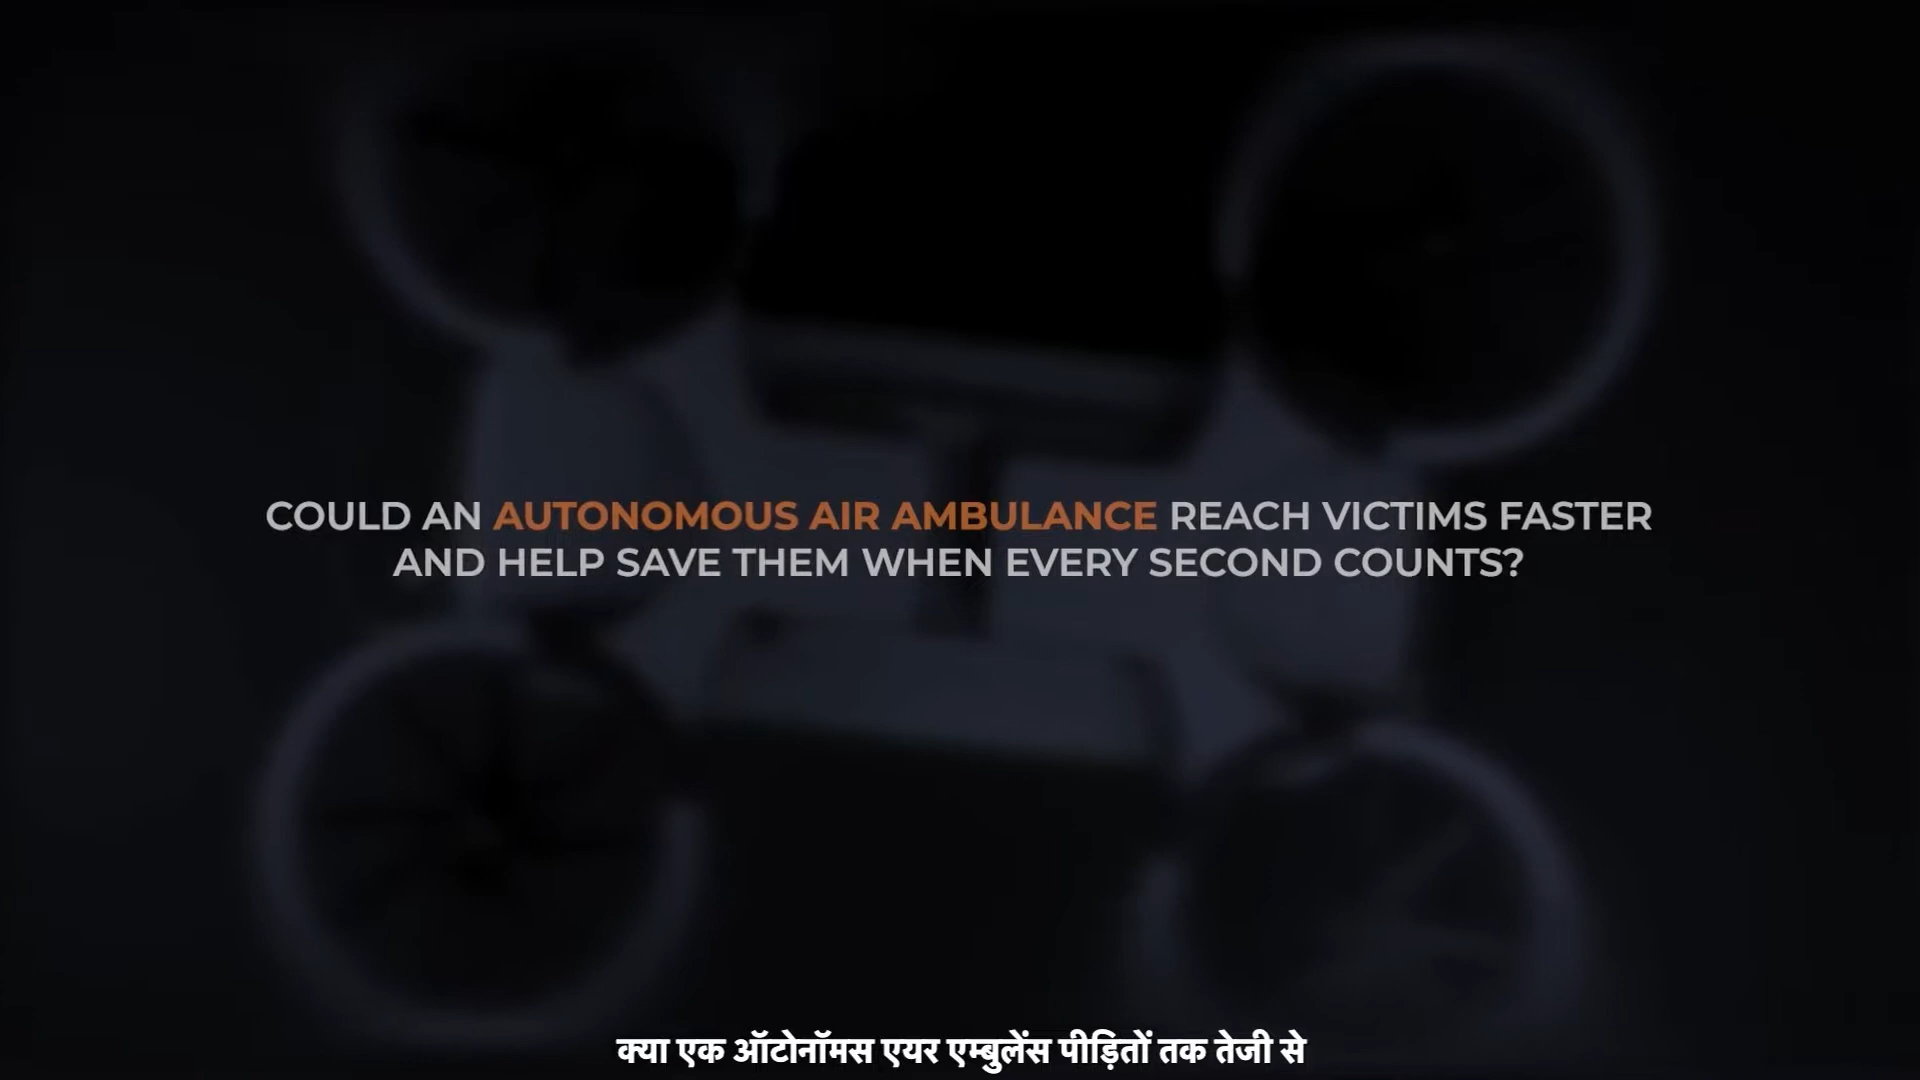 COULD AN AUTONOMOUS AIR AMBULANCE REACH VICTIMS FASTER
AND HELP SAVE THEM WHEN EVERY SECOND COUNTS?
क्या एक ऑटोनॉमस एयर एम्बुलेंस पीड़ितों तक तेजी से